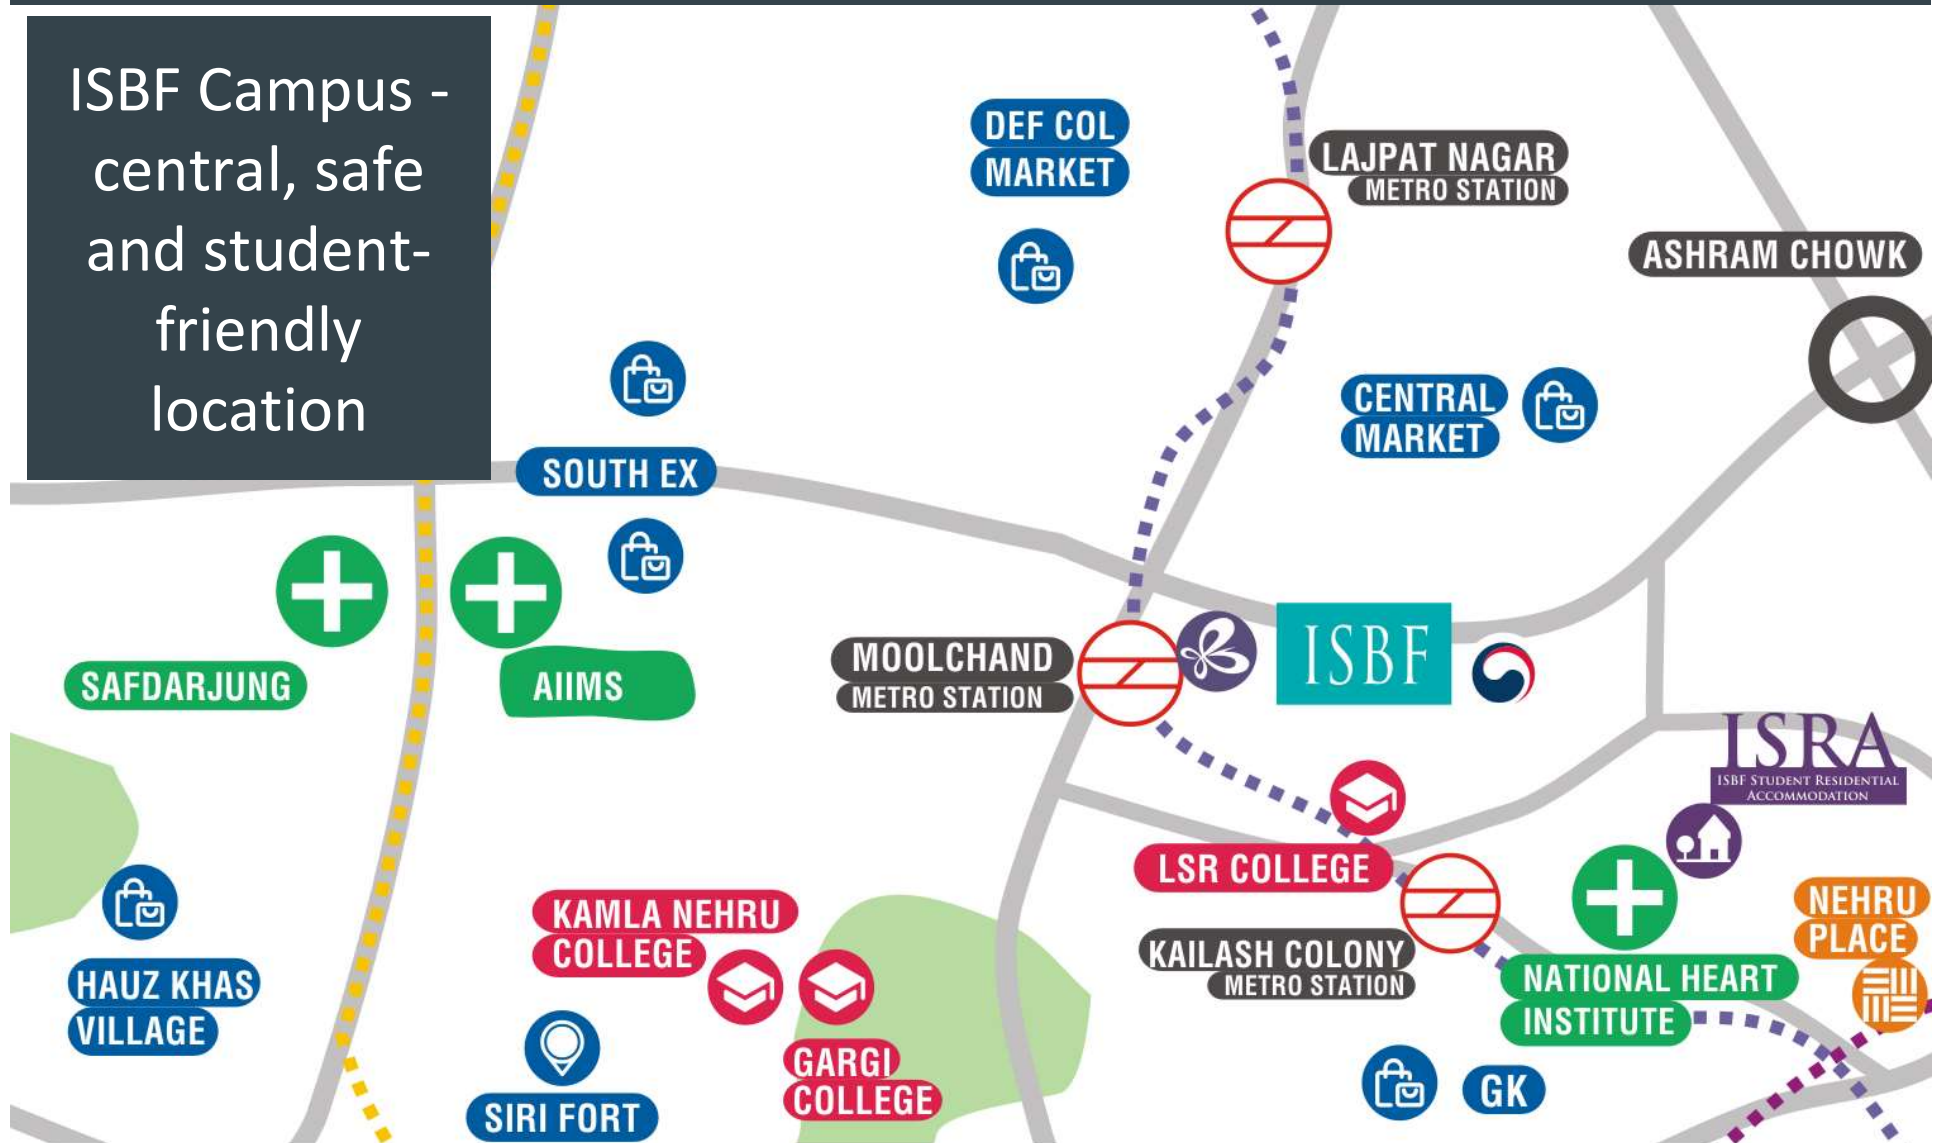 ISBF Campus -
central, safe
and student-
friendly
location
DEF COL
MARKET
LAJPAT NAGAR
METRO STATION
ASHRAM CHOWK
CENTRAL
MARKET
SOUTH EX
SAFDARJUNG
AIIMS
MOOLCHAND
METRO STATION
ISBF
ISRA
ISBF STUDENT RESIDENTIAL
ACCOMMODATION
LSR COLLEGE
KAMLA NEHRU
COLLEGE
KAILASH COLONY
METRO STATION
NEHRU
PLACE
NATIONAL HEART
INSTITUTE
HAUZ KHAS
VILLAGE
GARGI
COLLEGE
SIRI FORT
GK